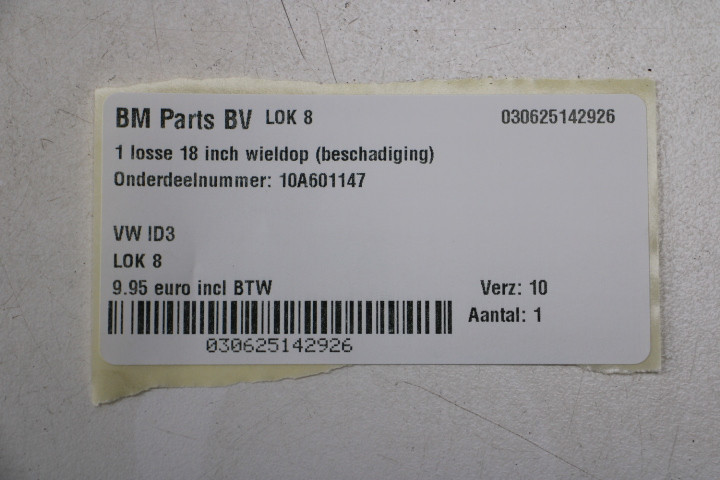 BM Parts BV LOK 8 030625142926
1 losse 18 inch wieldop (beschadiging)
Onderdeelnummer: 10A601147
VW ID3
LOK 8
9.95 euro incl BTW Verz: 10
Aantal: 1
030625142926